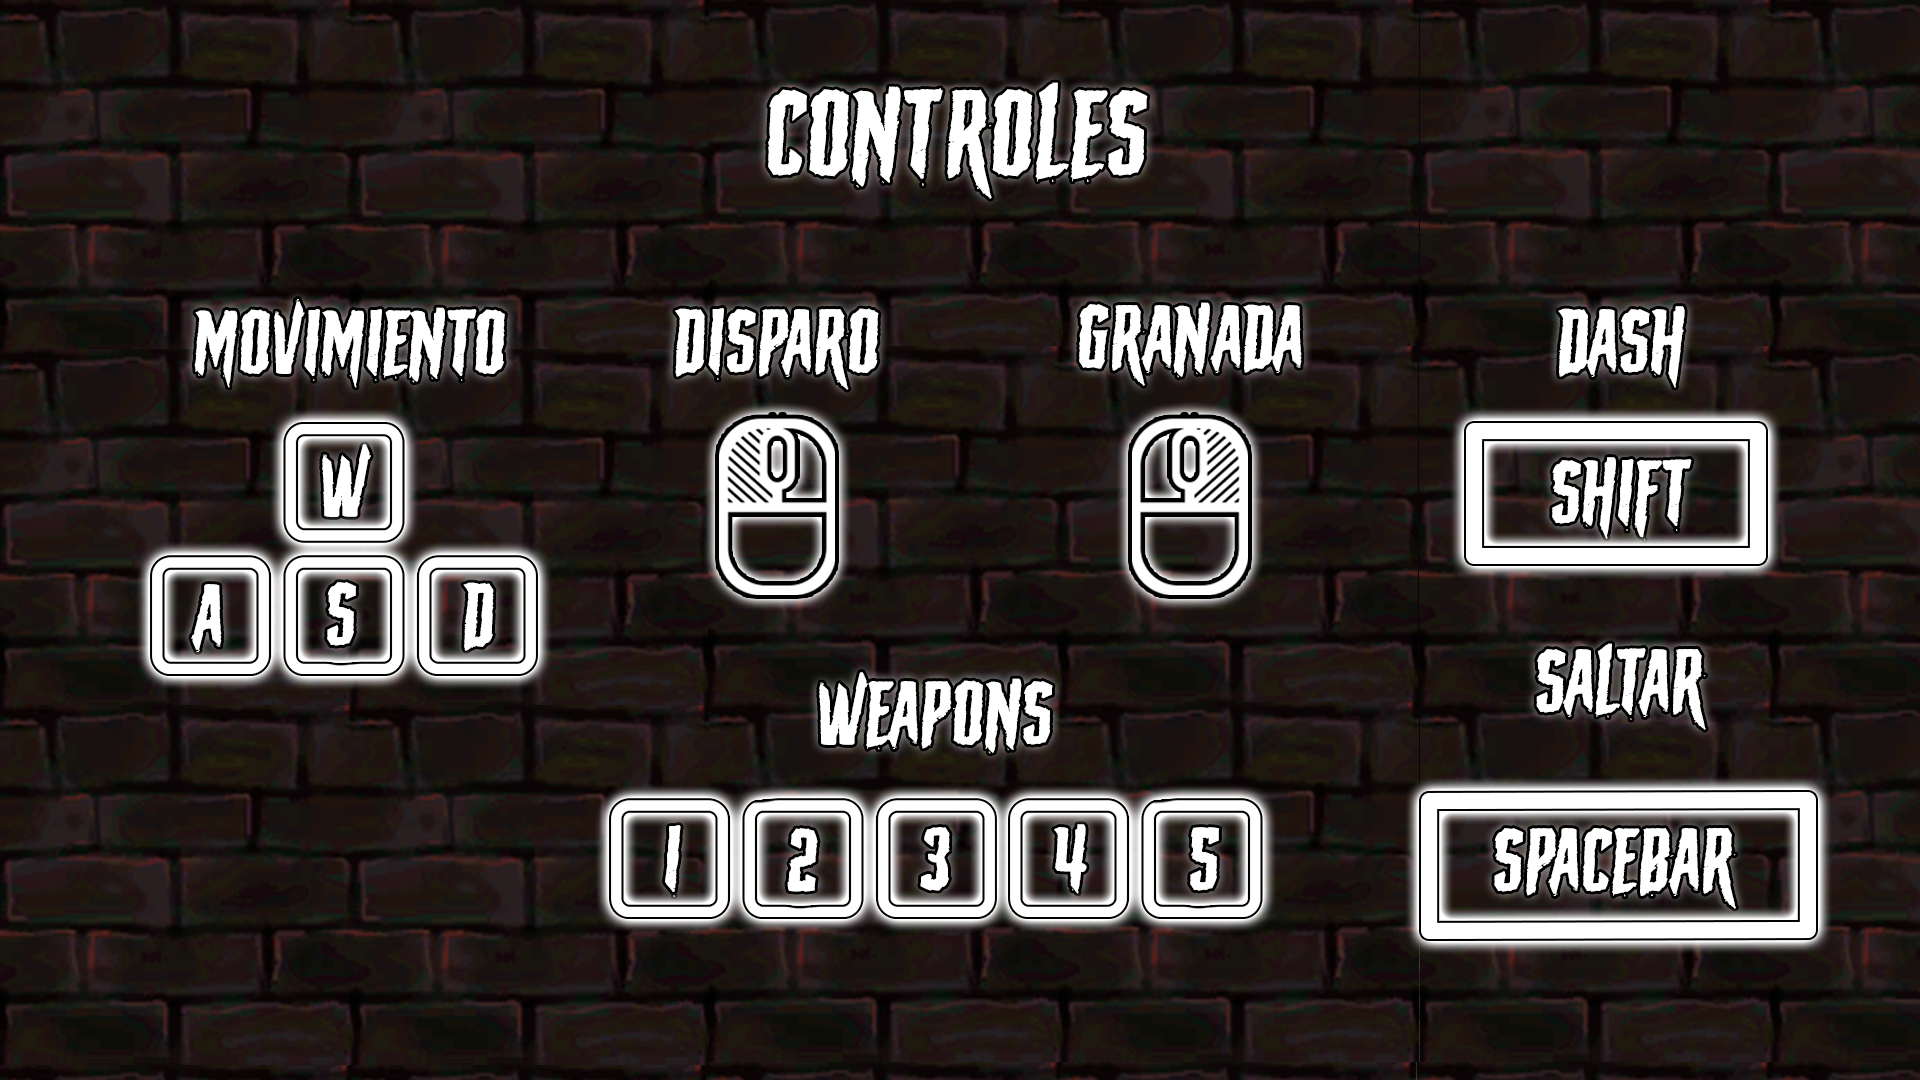 CONTROLES
MOVIMIENTO
W
A S D
DISPARO
GRANADA
DASH
SHIFT
WEAPONS
1 2 3 4 5
SALTAR
SPACEBAR